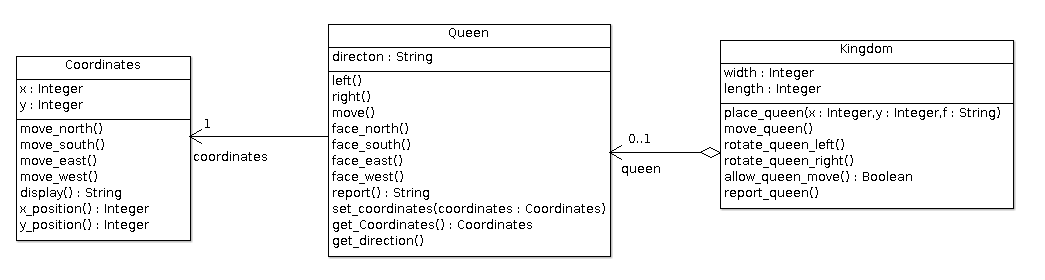 Coordinates
x : Integer
y : Integer
move_north()
move_south()
move_east()
move_west()
display() : String
x_position() : Integer
y_position() : Integer
1
coordinates
Queen
directon : String
left()
right()
move()
face_north()
face_south()
face_east()
face_west()
report() : String
set_coordinates(coordinates : Coordinates)
get_Coordinates() : Coordinates
get_direction()
0..1
queen
Kingdom
width : Integer
length : Integer
place_queen(x : Integer,y : Integer,f : String)
move_queen()
rotate_queen_left()
rotate_queen_right()
allow_queen_move() : Boolean
report_queen()